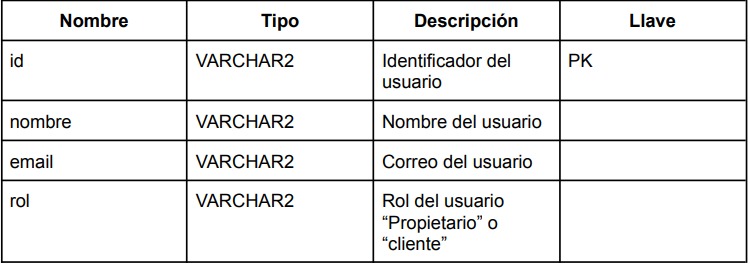 Nombre Tipo Descripción Llave
id VARCHAR2 Identificador del PK
usuario
nombre VARCHAR2 Nombre del usuario
email VARCHAR2 Correo del usuario
rol VARCHAR2 Rol del usuario
“Propietario” o
“cliente”